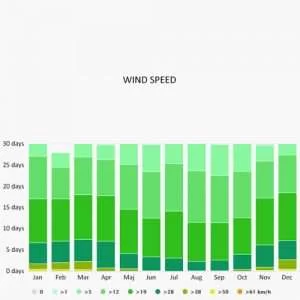 WIND SPEED
30 days
25 days
20 days
15 days
10 days
5 days
0 days
Jan Feb Mar Apr Maj Jun Jul Aug Sep Okt Nov Dec
0 >1 >5 >12 >19 >28 >38 >50 >61 km/h